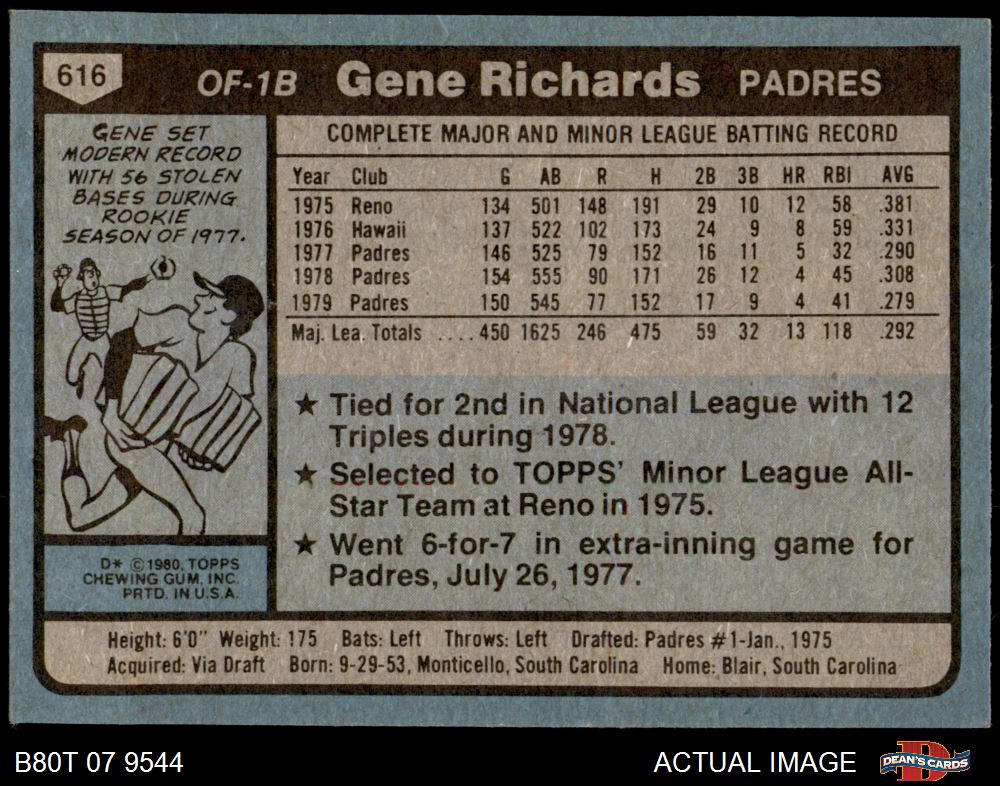 616 OF-1B Gene Richards PADRES
GENE SET
MODERN RECORD
WITH 56 STOLEN
BASES DURING
ROOKIE
SEASON OF 1977.
D* ©1980, TOPPS
CHEWING GUM, INC.
PRTD. IN U.S.A.
COMPLETE MAJOR AND MINOR LEAGUE BATTING RECORD
Year Club G AB R H 2B 3B HR RBI AVG
1975 Reno 134 501 148 191 29 10 12 58 .381
1976 Hawaii 137 522 102 173 24 9 8 59 .331
1977 Padres 146 525 79 152 16 11 5 32 .290
1978 Padres 154 555 90 171 26 12 4 45 .308
1979 Padres 150 545 77 152 17 9 4 41 .279
Maj. Lea. Totals .... 450 1625 246 475 59 32 13 118 .292
★ Tied for 2nd in National League with 12
Triples during 1978.
★ Selected to TOPPS' Minor League All-
Star Team at Reno in 1975.
★ Went 6-for-7 in extra-inning game for
Padres, July 26, 1977.
Height: 6'0" Weight: 175 Bats: Left Throws: Left Drafted: Padres #1-Jan., 1975
Acquired: Via Draft Born: 9-29-53, Monticello, South Carolina Home: Blair, South Carolina
B80T 07 9544 ACTUAL IMAGE DEAN'S CARDS